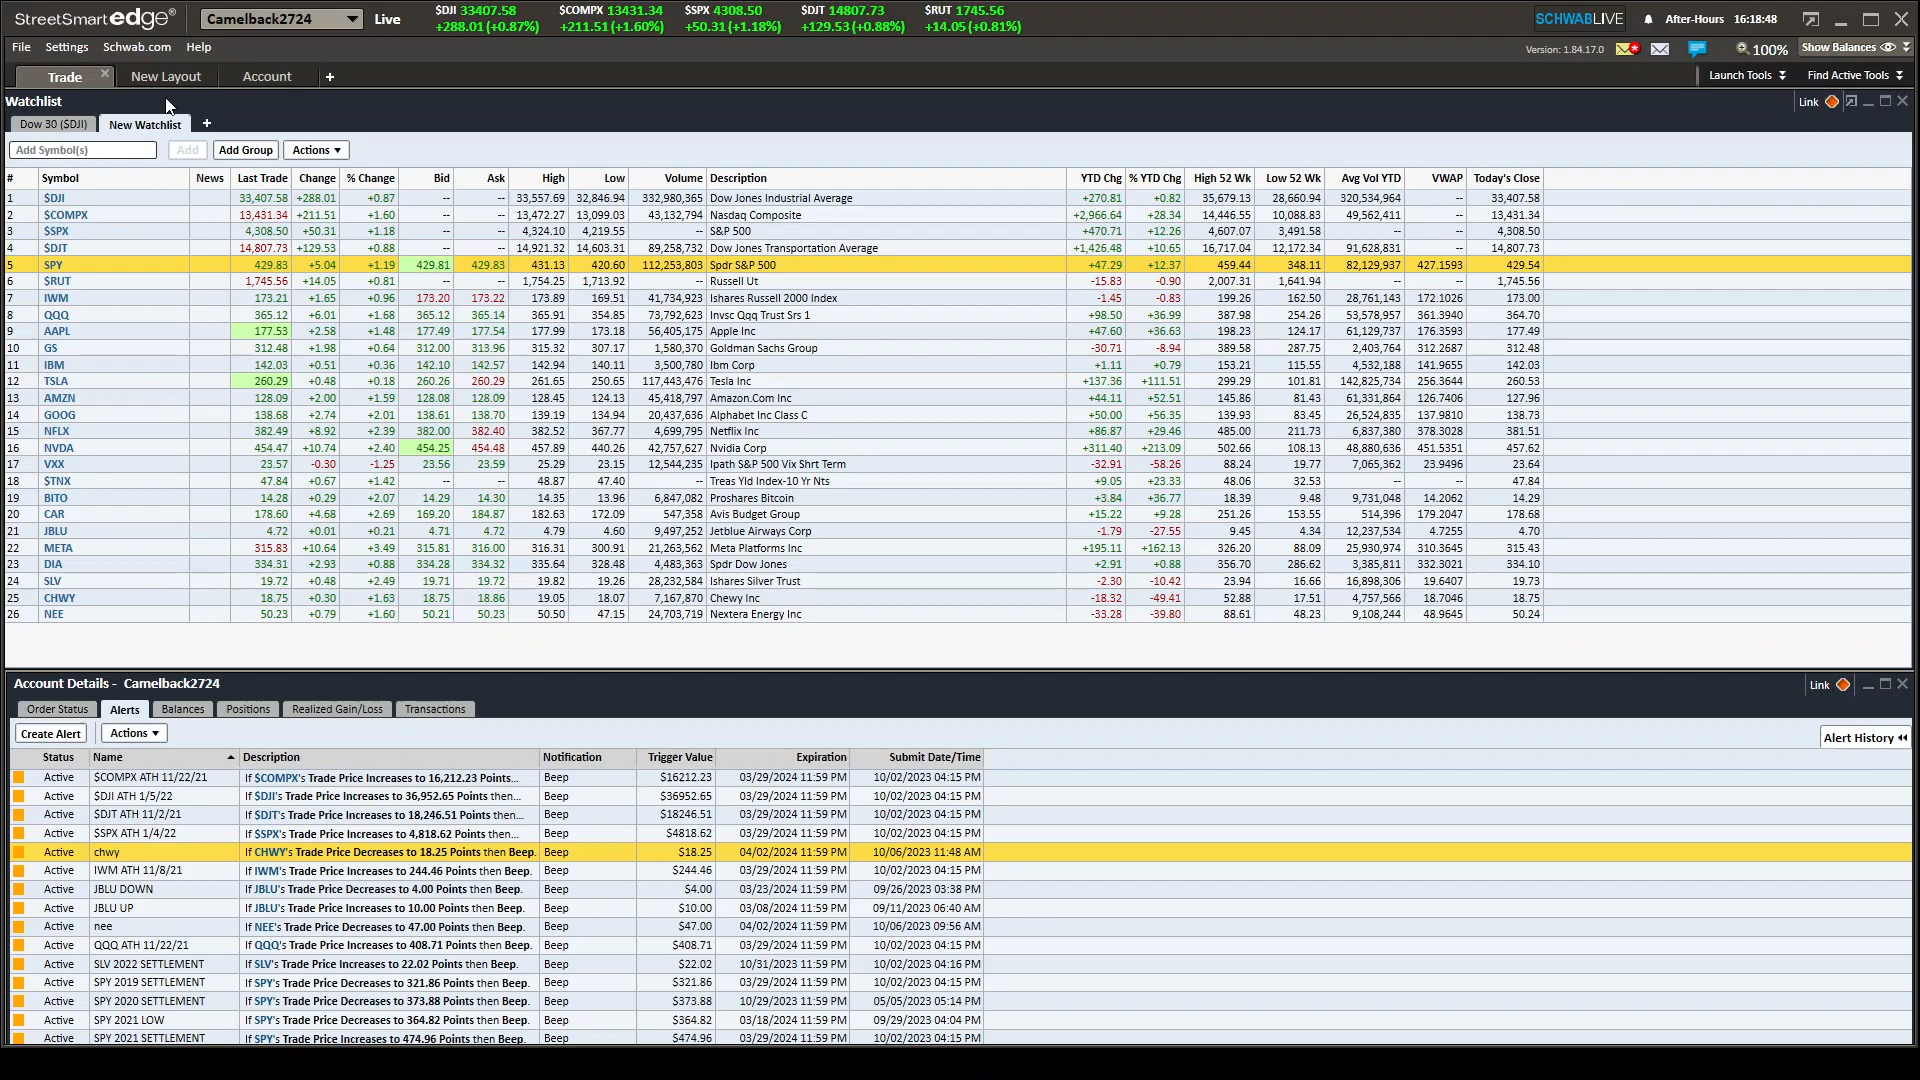 StreetSmart edge® Camelback2724 Live $DJI 33407.58 $COMPX 13431.34 $SPX 4308.50 $DJT 14807.73 $RUT 1745.56 SCHWABLIVE After-Hours 16:18:48
+288.01 (+0.87%) +211.51 (+1.60%) +50.31 (+1.18%) +129.53 (+0.88%) +14.05 (+0.81%)
File Settings Schwab.com Help Version: 1.84.17.0 100% Show Balances
Trade New Layout Account + Launch Tools Find Active Tools
Watchlist Link
Dow 30 ($DJI) New Watchlist +
Add Symbol(s) Add Add Group Actions
# Symbol News Last Trade Change % Change Bid Ask High Low Volume Description YTD Chg % YTD Chg High 52 Wk Low 52 Wk Avg Vol YTD VWAP Today's Close
1 $DJI 33,407.58 +288.01 +0.87 -- -- 33,557.69 32,846.94 332,980,365 Dow Jones Industrial Average +270.81 +0.82 35,679.13 28,660.94 320,534,964 -- 33,407.58
2 $COMPX 13,431.34 +211.51 +1.60 -- -- 13,472.27 13,099.03 43,132,794 Nasdaq Composite +2,966.64 +28.34 14,446.55 10,088.83 49,562,411 -- 13,431.34
3 $SPX 4,308.50 +50.31 +1.18 -- -- 4,324.10 4,219.55 -- S&P 500 +470.71 +12.26 4,607.07 3,491.58 -- -- 4,308.50
4 $DJT 14,807.73 +129.53 +0.88 -- -- 14,921.32 14,603.31 89,258,732 Dow Jones Transportation Average +1,426.48 +10.65 16,717.04 12,172.34 91,628,831 -- 14,807.73
5 SPY 429.83 +5.04 +1.19 429.81 429.83 431.13 420.60 112,253,803 Spdr S&P 500 +47.29 +12.37 459.44 348.11 82,129,937 427.1593 429.54
6 $RUT 1,745.56 +14.05 +0.81 -- -- 1,754.25 1,713.92 -- Russell Ut -15.83 -0.90 2,007.31 1,641.94 -- -- 1,745.56
7 IWM 173.21 +1.65 +0.96 173.20 173.22 173.89 169.51 41,734,923 Ishares Russell 2000 Index -1.45 -0.83 199.26 162.50 28,761,143 172.1026 173.00
8 QQQ 365.12 +6.01 +1.68 365.12 365.14 365.91 354.85 73,792,623 Invsc Qqq Trust Srs 1 +98.50 +36.99 387.98 254.26 53,578,957 361.3940 364.70
9 AAPL 177.53 +2.58 +1.48 177.49 177.54 177.99 173.18 56,405,175 Apple Inc +47.60 +36.63 198.23 124.17 61,129,737 176.3593 177.49
10 GS 312.48 +1.98 +0.64 312.00 313.96 315.32 307.17 1,580,370 Goldman Sachs Group -30.71 -8.94 389.58 287.75 2,403,764 312.2687 312.48
11 IBM 142.03 +0.51 +0.36 142.10 142.57 142.94 140.11 3,500,780 Ibm Corp +1.11 +0.79 153.21 115.55 4,532,188 141.9655 142.03
12 TSLA 260.29 +0.48 +0.18 260.26 260.29 261.65 250.65 117,443,476 Tesla Inc +137.36 +111.51 299.29 101.81 142,825,734 256.3644 260.53
13 AMZN 128.09 +2.00 +1.59 128.08 128.09 128.45 124.13 45,418,797 Amazon.Com Inc +44.11 +52.51 145.86 81.43 61,331,864 126.7406 127.96
14 GOOG 138.68 +2.74 +2.01 138.61 138.70 139.19 134.94 20,437,636 Alphabet Inc Class C +50.00 +56.35 139.93 83.45 26,524,835 137.9810 138.73
15 NFLX 382.49 +8.92 +2.39 382.00 382.40 382.52 367.77 4,699,795 Netflix Inc +86.87 +29.46 485.00 211.73 6,837,380 378.3028 381.51
16 NVDA 454.47 +10.74 +2.40 454.25 454.48 457.89 440.26 42,757,627 Nvidia Corp +311.40 +213.09 502.66 108.13 48,880,636 451.5351 457.62
17 VXX 23.57 -0.30 -1.25 23.56 23.59 25.29 23.15 12,544,235 Ipath S&P 500 Vix Shrt Term -32.91 -58.26 88.24 19.77 7,065,362 23.9496 23.64
18 $TNX 47.84 +0.67 +1.42 -- -- 48.87 47.40 -- Treas Yld Index-10 Yr Nts +9.05 +23.33 48.06 32.53 -- -- 47.84
19 BITO 14.28 +0.29 +2.07 14.29 14.30 14.35 13.96 6,847,082 Proshares Bitcoin +3.84 +36.77 18.39 9.48 9,731,048 14.2062 14.29
20 CAR 178.60 +4.68 +2.69 169.20 184.87 182.63 172.09 547,358 Avis Budget Group +15.22 +9.28 251.26 153.55 514,396 179.2047 178.68
21 JBLU 4.72 +0.01 +0.21 4.71 4.72 4.79 4.60 9,497,252 Jetblue Airways Corp -1.79 -27.55 9.45 4.34 12,237,534 4.7255 4.70
22 META 315.83 +10.64 +3.49 315.81 316.00 316.31 300.91 21,263,562 Meta Platforms Inc +195.11 +162.13 326.20 88.09 25,930,974 310.3645 315.43
23 DIA 334.31 +2.93 +0.88 334.28 334.32 335.64 328.48 4,483,363 Spdr Dow Jones +2.91 +0.88 356.70 286.62 3,385,811 332.3021 334.10
24 SLV 19.72 +0.48 +2.49 19.71 19.72 19.82 19.26 28,232,584 Ishares Silver Trust -2.30 -10.42 23.94 16.66 16,898,306 19.6407 19.73
25 CHWY 18.75 +0.30 +1.63 18.75 18.86 19.05 18.07 7,167,870 Chewy Inc -18.32 -49.41 52.88 17.51 4,757,566 18.7046 18.75
26 NEE 50.23 +0.79 +1.60 50.21 50.23 50.50 47.15 24,703,719 Nextera Energy Inc -33.28 -39.80 88.61 48.23 9,108,244 48.9645 50.24
Account Details - Camelback2724 Link
Order Status Alerts Balances Positions Realized Gain/Loss Transactions
Create Alert Actions Alert History
Status Name Description Notification Trigger Value Expiration Submit Date/Time
Active $COMPX ATH 11/22/21 If $COMPX's Trade Price Increases to 16,212.23 Points... Beep $16212.23 03/29/2024 11:59 PM 10/02/2023 04:15 PM
Active $DJI ATH 1/5/22 If $DJI's Trade Price Increases to 36,952.65 Points then... Beep $36952.65 03/29/2024 11:59 PM 10/02/2023 04:15 PM
Active $DJT ATH 11/2/21 If $DJT's Trade Price Increases to 18,246.51 Points then... Beep $18246.51 03/29/2024 11:59 PM 10/02/2023 04:15 PM
Active $SPX ATH 1/4/22 If $SPX's Trade Price Increases to 4,818.62 Points then... Beep $4818.62 03/29/2024 11:59 PM 10/02/2023 04:15 PM
Active chwy If CHWY's Trade Price Decreases to 18.25 Points then Beep. Beep $18.25 04/02/2024 11:59 PM 10/06/2023 11:48 AM
Active IWM ATH 11/8/21 If IWM's Trade Price Increases to 244.46 Points then Beep. Beep $244.46 03/29/2024 11:59 PM 10/02/2023 04:15 PM
Active JBLU DOWN If JBLU's Trade Price Decreases to 4.00 Points then Beep. Beep $4.00 03/23/2024 11:59 PM 09/26/2023 03:38 PM
Active JBLU UP If JBLU's Trade Price Increases to 10.00 Points then Beep. Beep $10.00 03/08/2024 11:59 PM 09/11/2023 06:40 AM
Active nee If NEE's Trade Price Decreases to 47.00 Points then Beep. Beep $47.00 04/02/2024 11:59 PM 10/06/2023 09:56 AM
Active QQQ ATH 11/22/21 If QQQ's Trade Price Increases to 408.71 Points then Beep. Beep $408.71 03/29/2024 11:59 PM 10/02/2023 04:15 PM
Active SLV 2022 SETTLEMENT If SLV's Trade Price Increases to 22.02 Points then Beep. Beep $22.02 10/31/2023 11:59 PM 10/02/2023 04:16 PM
Active SPY 2019 SETTLEMENT If SPY's Trade Price Decreases to 321.86 Points then Beep. Beep $321.86 03/29/2024 11:59 PM 10/02/2023 04:15 PM
Active SPY 2020 SETTLEMENT If SPY's Trade Price Decreases to 373.88 Points then Beep. Beep $373.88 10/29/2023 11:59 PM 05/05/2023 05:14 PM
Active SPY 2021 LOW If SPY's Trade Price Decreases to 364.82 Points then Beep. Beep $364.82 03/18/2024 11:59 PM 09/29/2023 04:04 PM
Active SPY 2021 SETTLEMENT If SPY's Trade Price Increases to 474.96 Points then Beep. Beep $474.96 03/29/2024 11:59 PM 10/02/2023 04:15 PM